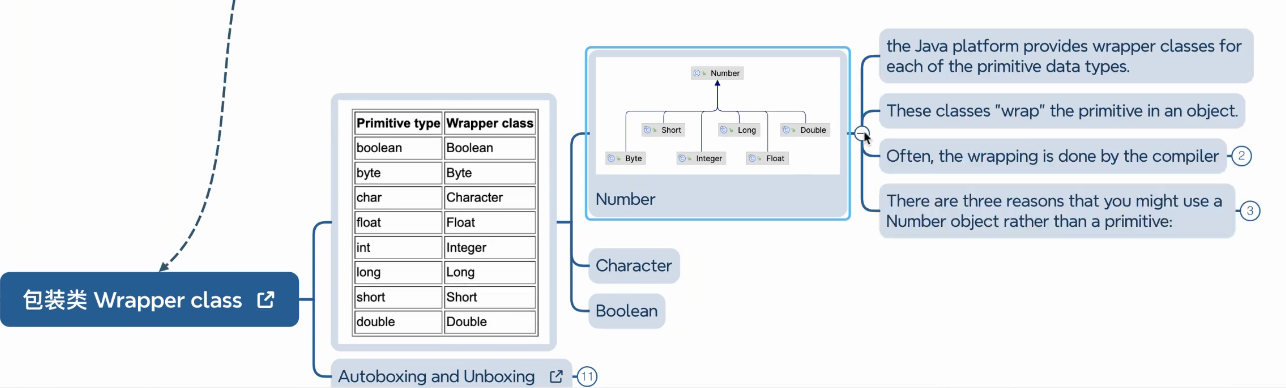 包装类 Wrapper class
Primitive type Wrapper class
boolean Boolean
byte Byte
char Character
float Float
int Integer
long Long
short Short
double Double
Autoboxing and Unboxing
11
Number
Short
Long
Double
Byte
Integer
Float
Number
Character
Boolean
the Java platform provides wrapper classes for
each of the primitive data types.
These classes "wrap" the primitive in an object.
Often, the wrapping is done by the compiler
2
There are three reasons that you might use a
Number object rather than a primitive:
3